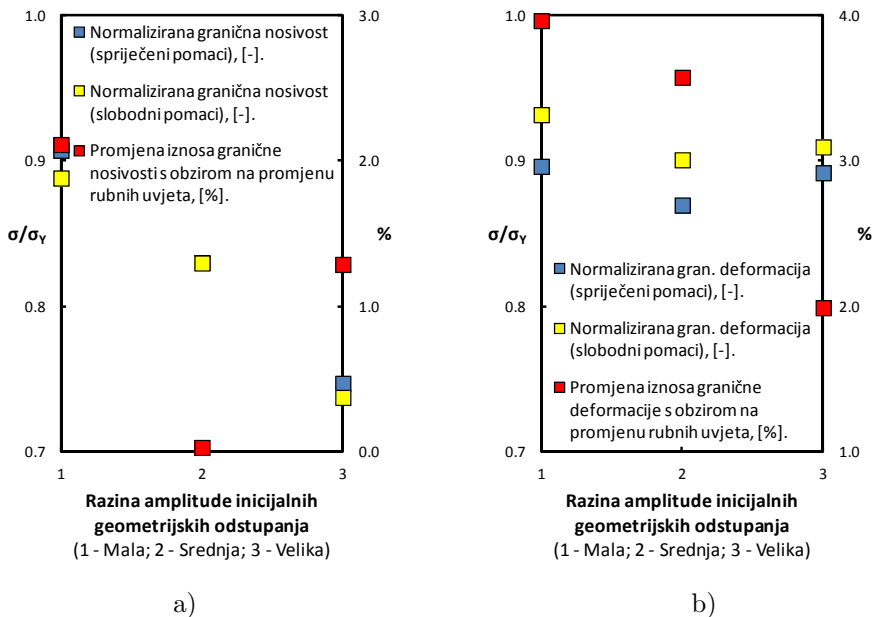 1.0
0.9
0.8
0.7
σ/σY
3.0
2.0
1.0
0.0
%
1
2
3
Normalizirana granična nosivost
(spriječeni pomaci), [-].
Normalizirana granična nosivost
(slobodni pomaci), [-].
Promjena iznosa granične
nosivosti s obzirom na promjenu
rubnih uvjeta, [%].
Razina amplitude inicijalnih
geometrijskih odstupanja
(1 - Mala; 2 - Srednja; 3 - Velika)
a)
1.0
0.9
0.8
0.7
σ/σY
4.0
3.0
2.0
1.0
%
1
2
3
Normalizirana gran. deformacija
(spriječeni pomaci), [-].
Normalizirana gran. deformacija
(slobodni pomaci), [-].
Promjena iznosa granične
deformacije s obzirom na
promjenu rubnih uvjeta, [%].
Razina amplitude inicijalnih
geometrijskih odstupanja
(1 - Mala; 2 - Srednja; 3 - Velika)
b)